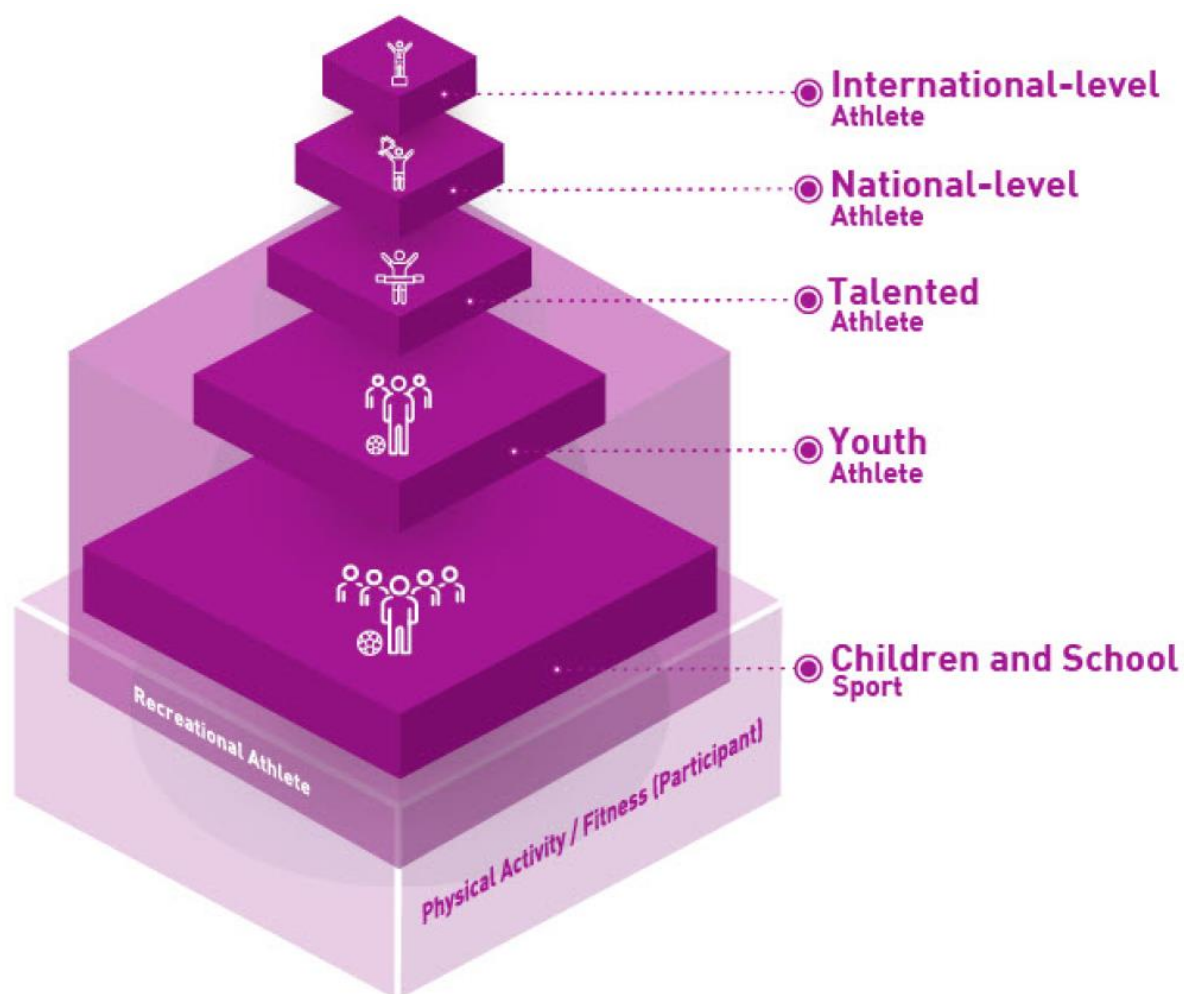 International-level
Athlete
National-level
Athlete
Talented
Athlete
Youth
Athlete
Children and School
Sport
Recreational Athlete
Physical Activity / Fitness (Participant)